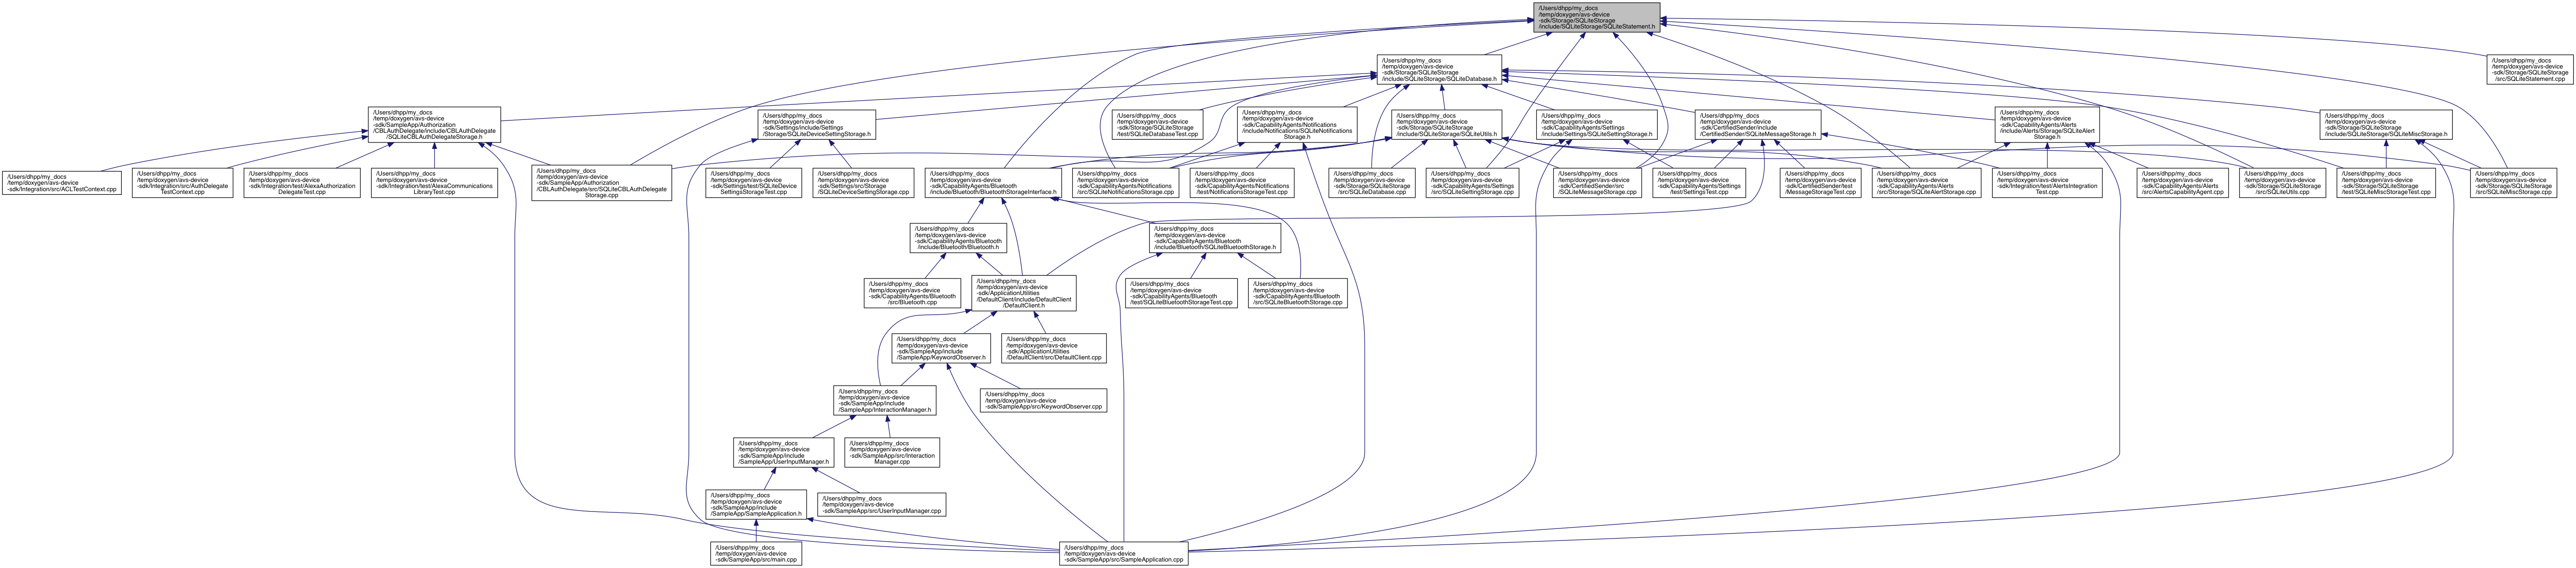 /Users/dhpp/my_docs
/temp/doxygen/avs-device
-sdk/Storage/SQLiteStorage
/include/SQLiteStorage/SQLiteStatement.h
/Users/dhpp/my_docs
/temp/doxygen/avs-device
-sdk/Storage/SQLiteStorage
/include/SQLiteStorage/SQLiteDatabase.h
/Users/dhpp/my_docs
/temp/doxygen/avs-device
-sdk/Storage/SQLiteStorage
/src/SQLiteStatement.cpp
/Users/dhpp/my_docs
/temp/doxygen/avs-device
-sdk/SampleApp/Authorization
/CBLAuthDelegate/include/CBLAuthDelegate
/SQLiteCBLAuthDelegateStorage.h
/Users/dhpp/my_docs
/temp/doxygen/avs-device
-sdk/Settings/include/Settings
/Storage/SQLiteDeviceSettingStorage.h
/Users/dhpp/my_docs
/temp/doxygen/avs-device
-sdk/Storage/SQLiteStorage
/test/SQLiteDatabaseTest.cpp
/Users/dhpp/my_docs
/temp/doxygen/avs-device
-sdk/CapabilityAgents/Notifications
/include/Notifications/SQLiteNotifications
Storage.h
/Users/dhpp/my_docs
/temp/doxygen/avs-device
-sdk/Storage/SQLiteStorage
/include/SQLiteStorage/SQLiteUtils.h
/Users/dhpp/my_docs
/temp/doxygen/avs-device
-sdk/CapabilityAgents/Settings
/include/Settings/SQLiteSettingStorage.h
/Users/dhpp/my_docs
/temp/doxygen/avs-device
-sdk/CertifiedSender/include
/CertifiedSender/SQLiteMessageStorage.h
/Users/dhpp/my_docs
/temp/doxygen/avs-device
-sdk/CapabilityAgents/Alerts
/include/Alerts/Storage/SQLiteAlert
Storage.h
/Users/dhpp/my_docs
/temp/doxygen/avs-device
-sdk/Storage/SQLiteStorage
/include/SQLiteStorage/SQLiteMiscStorage.h
/Users/dhpp/my_docs
/temp/doxygen/avs-device
-sdk/Integration/src/ACLTestContext.cpp
/Users/dhpp/my_docs
/temp/doxygen/avs-device
-sdk/Integration/src/AuthDelegate
TestContext.cpp
/Users/dhpp/my_docs
/temp/doxygen/avs-device
-sdk/Integration/test/AlexaAuthorization
DelegateTest.cpp
/Users/dhpp/my_docs
/temp/doxygen/avs-device
-sdk/Integration/test/AlexaCommunications
LibraryTest.cpp
/Users/dhpp/my_docs
/temp/doxygen/avs-device
-sdk/SampleApp/Authorization
/CBLAuthDelegate/src/SQLiteCBLAuthDelegate
Storage.cpp
/Users/dhpp/my_docs
/temp/doxygen/avs-device
-sdk/Settings/test/SQLiteDevice
SettingsStorageTest.cpp
/Users/dhpp/my_docs
/temp/doxygen/avs-device
-sdk/Settings/src/Storage
/SQLiteDeviceSettingStorage.cpp
/Users/dhpp/my_docs
/temp/doxygen/avs-device
-sdk/CapabilityAgents/Bluetooth
/include/Bluetooth/BluetoothStorageInterface.h
/Users/dhpp/my_docs
/temp/doxygen/avs-device
-sdk/CapabilityAgents/Notifications
/src/SQLiteNotificationsStorage.cpp
/Users/dhpp/my_docs
/temp/doxygen/avs-device
-sdk/CapabilityAgents/Notifications
/test/NotificationsStorageTest.cpp
/Users/dhpp/my_docs
/temp/doxygen/avs-device
-sdk/Storage/SQLiteStorage
/src/SQLiteDatabase.cpp
/Users/dhpp/my_docs
/temp/doxygen/avs-device
-sdk/CapabilityAgents/Settings
/src/SQLiteSettingStorage.cpp
/Users/dhpp/my_docs
/temp/doxygen/avs-device
-sdk/CertifiedSender/src
/SQLiteMessageStorage.cpp
/Users/dhpp/my_docs
/temp/doxygen/avs-device
-sdk/CapabilityAgents/Settings
/test/SettingsTest.cpp
/Users/dhpp/my_docs
/temp/doxygen/avs-device
-sdk/CertifiedSender/test
/MessageStorageTest.cpp
/Users/dhpp/my_docs
/temp/doxygen/avs-device
-sdk/CapabilityAgents/Alerts
/src/Storage/SQLiteAlertStorage.cpp
/Users/dhpp/my_docs
/temp/doxygen/avs-device
-sdk/Integration/test/AlertsIntegration
Test.cpp
/Users/dhpp/my_docs
/temp/doxygen/avs-device
-sdk/CapabilityAgents/Alerts
/src/AlertsCapabilityAgent.cpp
/Users/dhpp/my_docs
/temp/doxygen/avs-device
-sdk/Storage/SQLiteStorage
/src/SQLiteUtils.cpp
/Users/dhpp/my_docs
/temp/doxygen/avs-device
-sdk/Storage/SQLiteStorage
/test/SQLiteMiscStorageTest.cpp
/Users/dhpp/my_docs
/temp/doxygen/avs-device
-sdk/Storage/SQLiteStorage
/src/SQLiteMiscStorage.cpp
/Users/dhpp/my_docs
/temp/doxygen/avs-device
-sdk/CapabilityAgents/Bluetooth
/include/Bluetooth/Bluetooth.h
/Users/dhpp/my_docs
/temp/doxygen/avs-device
-sdk/CapabilityAgents/Bluetooth
/include/Bluetooth/SQLiteBluetoothStorage.h
/Users/dhpp/my_docs
/temp/doxygen/avs-device
-sdk/CapabilityAgents/Bluetooth
/src/Bluetooth.cpp
/Users/dhpp/my_docs
/temp/doxygen/avs-device
-sdk/ApplicationUtilities
/DefaultClient/include/DefaultClient
/DefaultClient.h
/Users/dhpp/my_docs
/temp/doxygen/avs-device
-sdk/CapabilityAgents/Bluetooth
/test/SQLiteBluetoothStorageTest.cpp
/Users/dhpp/my_docs
/temp/doxygen/avs-device
-sdk/CapabilityAgents/Bluetooth
/src/SQLiteBluetoothStorage.cpp
/Users/dhpp/my_docs
/temp/doxygen/avs-device
-sdk/SampleApp/include
/SampleApp/KeywordObserver.h
/Users/dhpp/my_docs
/temp/doxygen/avs-device
-sdk/ApplicationUtilities
/DefaultClient/src/DefaultClient.cpp
/Users/dhpp/my_docs
/temp/doxygen/avs-device
-sdk/SampleApp/include
/SampleApp/InteractionManager.h
/Users/dhpp/my_docs
/temp/doxygen/avs-device
-sdk/SampleApp/src/KeywordObserver.cpp
/Users/dhpp/my_docs
/temp/doxygen/avs-device
-sdk/SampleApp/include
/SampleApp/UserInputManager.h
/Users/dhpp/my_docs
/temp/doxygen/avs-device
-sdk/SampleApp/src/Interaction
Manager.cpp
/Users/dhpp/my_docs
/temp/doxygen/avs-device
-sdk/SampleApp/include
/SampleApp/SampleApplication.h
/Users/dhpp/my_docs
/temp/doxygen/avs-device
-sdk/SampleApp/src/UserInputManager.cpp
/Users/dhpp/my_docs
/temp/doxygen/avs-device
-sdk/SampleApp/src/main.cpp
/Users/dhpp/my_docs
/temp/doxygen/avs-device
-sdk/SampleApp/src/SampleApplication.cpp